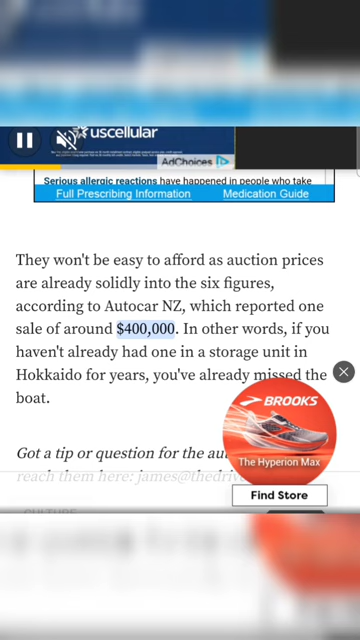 uscellular
AdChoices
Serious allergic reactions have happened in people who take
Full Prescribing Information Medication Guide
They won't be easy to afford as auction prices
are already solidly into the six figures,
according to Autocar NZ, which reported one
sale of around $400,000. In other words, if you
haven't already had one in a storage unit in
Hokkaido for years, you've already missed the
boat.
BROOKS
The Hyperion Max
Find Store
Got a tip or question for the au
reach them here: james@thedriv
CULTURE